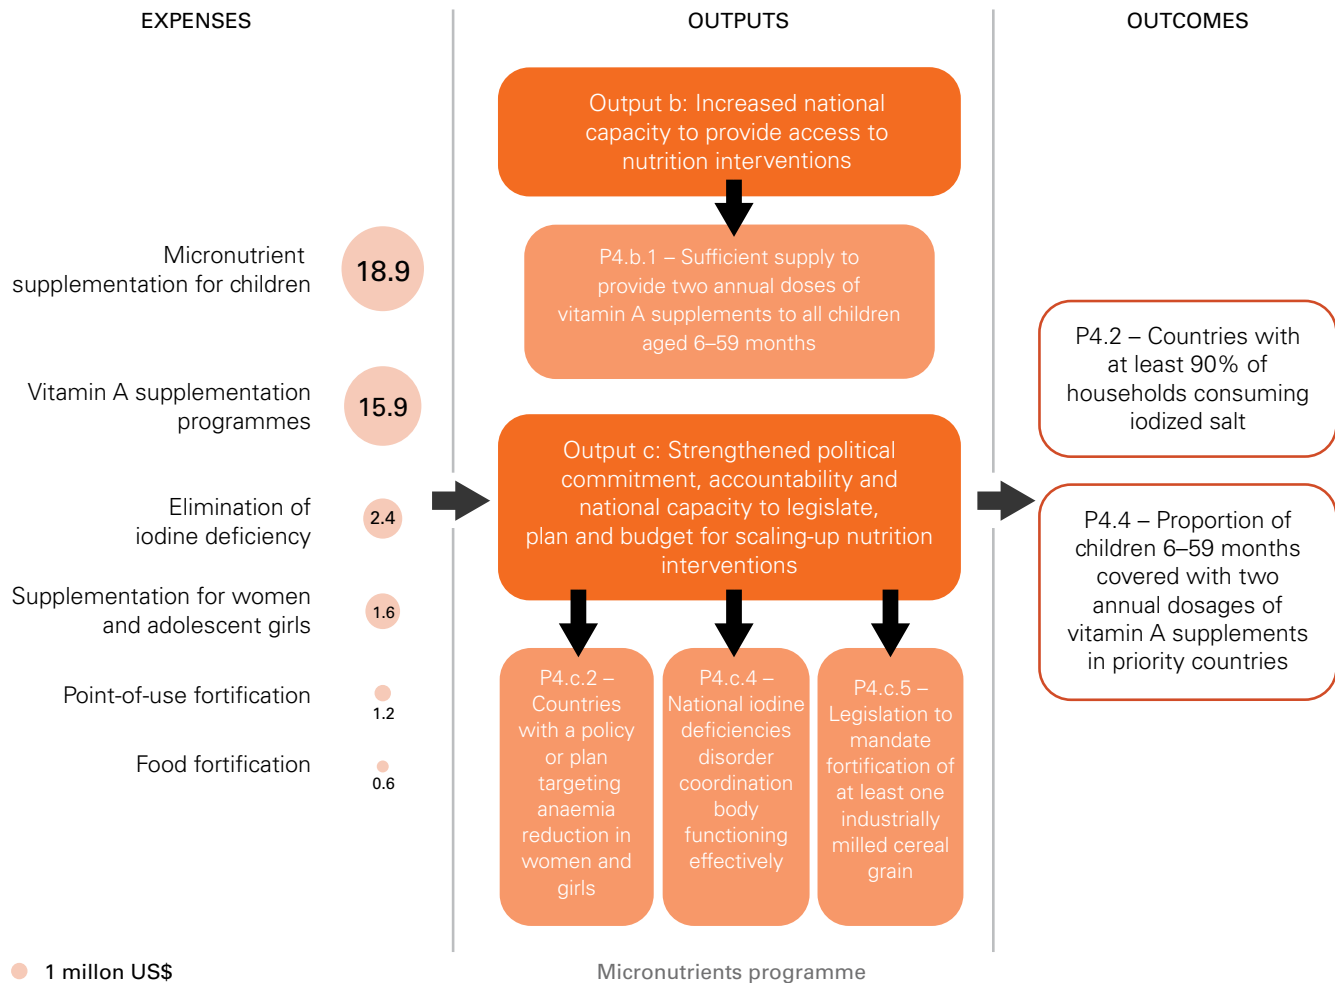 EXPENSES
OUTPUTS
OUTCOMES
Micronutrient
supplementation for children
18.9
Vitamin A supplementation
programmes
15.9
Elimination of
iodine deficiency
2.4
Supplementation for women
and adolescent girls
1.6
Point-of-use fortification
1.2
Food fortification
0.6
Output b: Increased national
capacity to provide access to
nutrition interventions
P4.b.1 – Sufficient supply to
provide two annual doses of
vitamin A supplements to all children
aged 6–59 months
Output c: Strengthened political
commitment, accountability and
national capacity to legislate,
plan and budget for scaling-up nutrition
interventions
P4.c.2 –
Countries
with a policy
or plan
targeting
anaemia
reduction in
women and
girls
P4.c.4 –
National iodine
deficiencies
disorder
coordination
body
functioning
effectively
P4.c.5 –
Legislation to
mandate
fortification of
at least one
industrially
milled cereal
grain
P4.2 – Countries with
at least 90% of
households consuming
iodized salt
P4.4 – Proportion of
children 6–59 months
covered with two
annual dosages of
vitamin A supplements
in priority countries
1 millon US$
Micronutrients programme